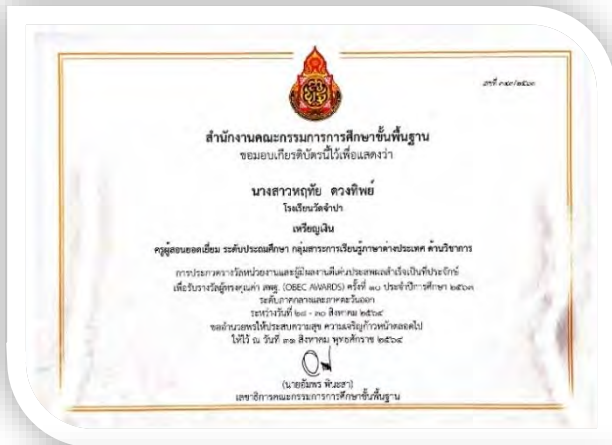 สำนักงานคณะกรรมการการศึกษาขั้นพื้นฐาน
ขอมอบเกียรติบัตรนี้ไว้เพื่อแสดงว่า
นางสาวหฤทัย ดวงทิพย์
โรงเรียนวัดจำปา
เหรียญเงิน
ครูผู้สอนยอดเยี่ยม ระดับประถมศึกษา กลุ่มสาระการเรียนรู้ภาษาต่างประเทศ ด้านวิชาการ
การประกวดรางวัลหน่วยงานและผู้มีผลงานดีเด่นประสพผลสำเร็จเป็นที่ประจักษ์
เพื่อรับรางวัลผู้ทรงคุณค่า สพฐ. (OBEC AWARDS) ครั้งที่ ๑๐ ประจำปีการศึกษา ๒๕๖๓
ระดับภาคกลางและภาคตะวันออก
ระหว่างวันที่ ๒๘ - ๓๐ สิงหาคม ๒๕๖๔
ขออำนวยพรให้ประสบความสุข ความเจริญก้าวหน้าตลอดไป
ให้ไว้ ณ วันที่ ๓๑ สิงหาคม พุทธศักราช ๒๕๖๔
(นายอัมพร พินะสา)
เลขาธิการคณะกรรมการการศึกษาขั้นพื้นฐาน